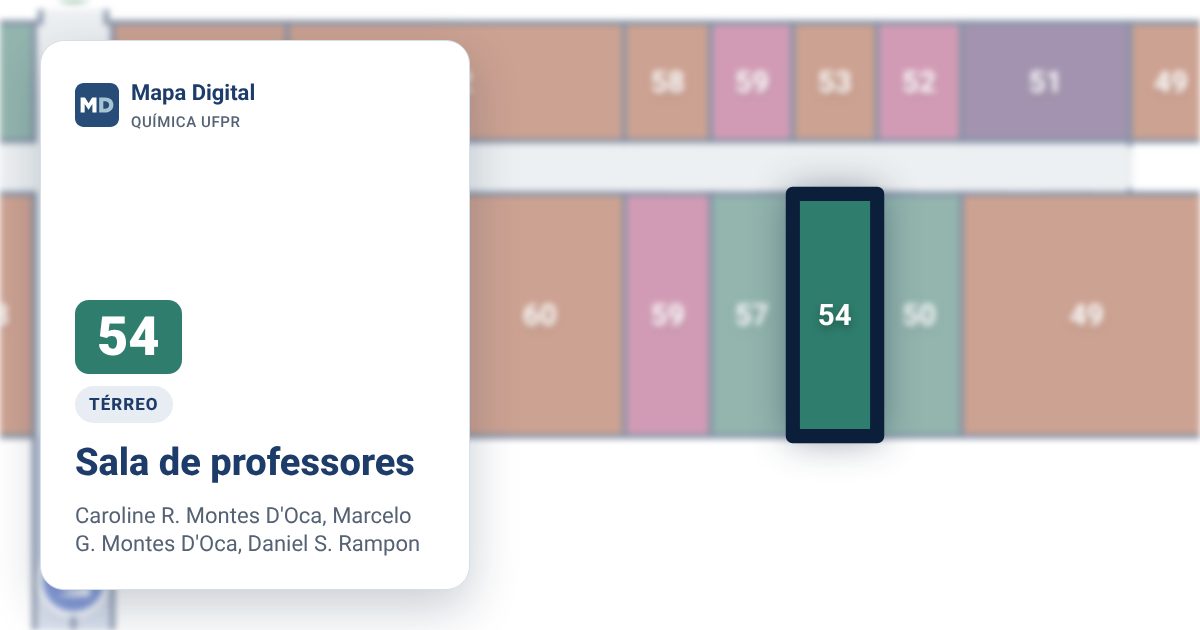 MD
Mapa Digital
QUÍMICA UFPR
54
TÉRREO
Sala de professores
Caroline R. Montes D'Oca, Marcelo
G. Montes D'Oca, Daniel S. Rampon
58 59 53 52 51 49
60 59 57 54 50 49